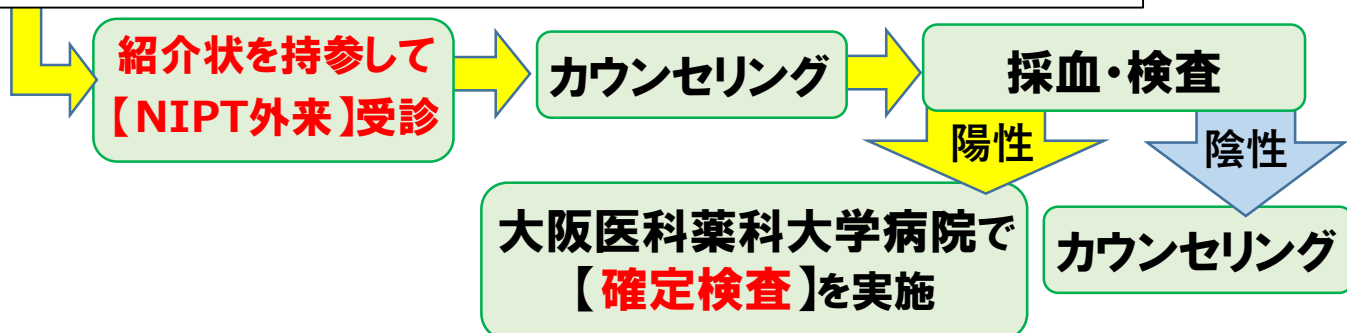 紹介状を持参して
【NIPT外来】受診
カウンセリング
採血・検査
陽性
陰性
大阪医科薬科大学病院で
【確定検査】を実施
カウンセリング